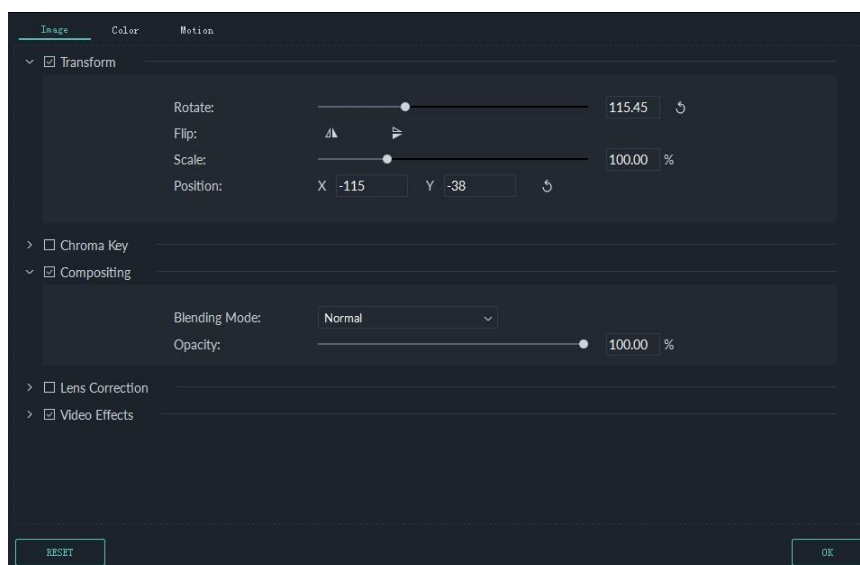 Image Color Motion
Transform
Rotate: 115.45
Flip:
Scale: 100.00 %
Position: X -115 Y -38
Chroma Key
Compositing
Blending Mode: Normal
Opacity: 100.00 %
Lens Correction
Video Effects
RESET OK